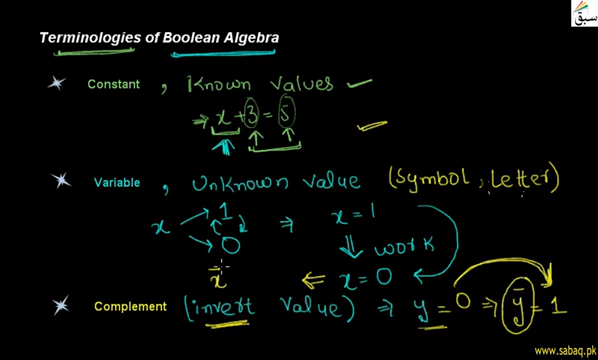 سبق
Terminologies of Boolean Algebra
Constant , Known Values
⇒ x + 3 = 5
Variable , Unknown Value (Symbol, Letter)
x 1 ⇒ x = 1
0 work
x̄ ⇐ x = 0
Complement (invert Value) ⇒ y = 0 ⇒ ȳ = 1
www.sabaq.pk